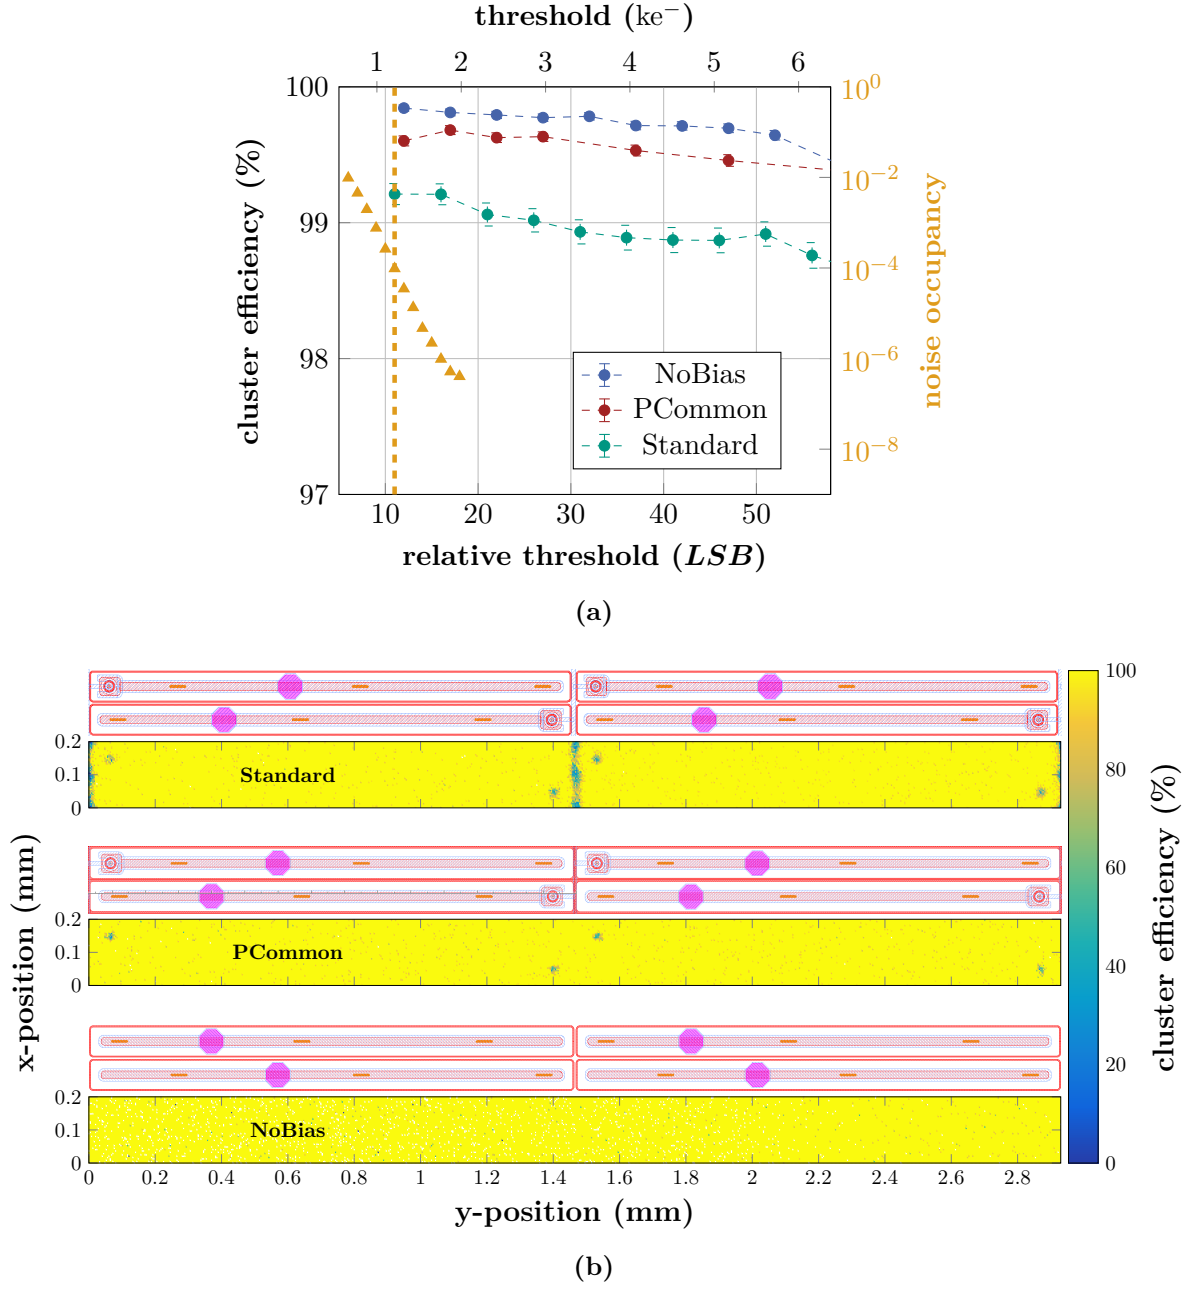 threshold (ke⁻)
1 2 3 4 5 6
100
99
98
97
cluster efficiency (%)
10⁰
10⁻²
10⁻⁴
10⁻⁶
10⁻⁸
noise occupancy
NoBias
PCommon
Standard
10 20 30 40 50
relative threshold (LSB)
(a)
0.2
0.1
0
Standard
0.2
0.1
0
PCommon
0.2
0.1
0
NoBias
x-position (mm)
0 0.2 0.4 0.6 0.8 1 1.2 1.4 1.6 1.8 2 2.2 2.4 2.6 2.8
y-position (mm)
100
80
60
40
20
0
cluster efficiency (%)
(b)